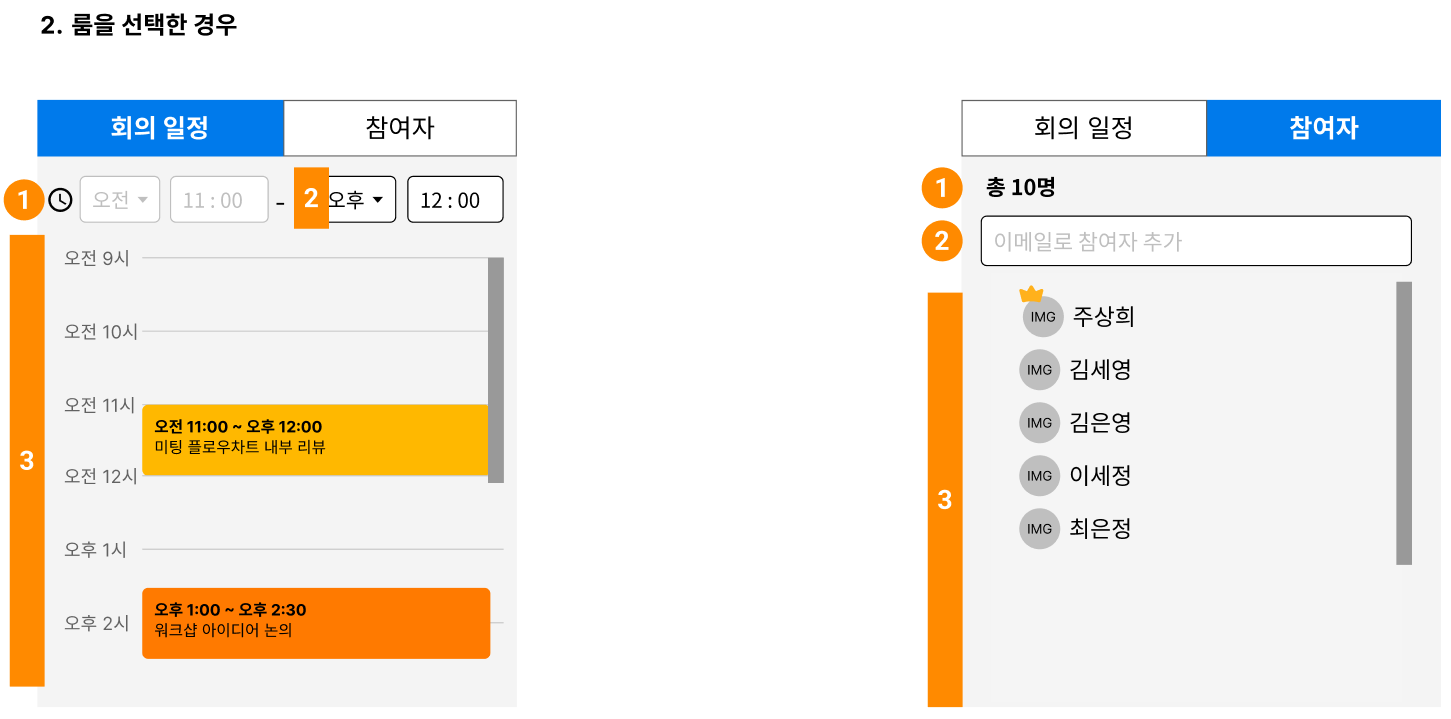 2. 룸을 선택한 경우
회의 일정 참여자
1 오전 11 : 00 - 2 오후 12 : 00
오전 9시
오전 10시
오전 11시
오전 11:00 ~ 오후 12:00
미팅 플로우차트 내부 리뷰
3
오전 12시
오후 1시
오후 1:00 ~ 오후 2:30
오후 2시
워크샵 아이디어 논의
회의 일정 참여자
1 총 10명
2 이메일로 참여자 추가
IMG 주상희
IMG 김세영
IMG 김은영
IMG 이세정
3
IMG 최은정